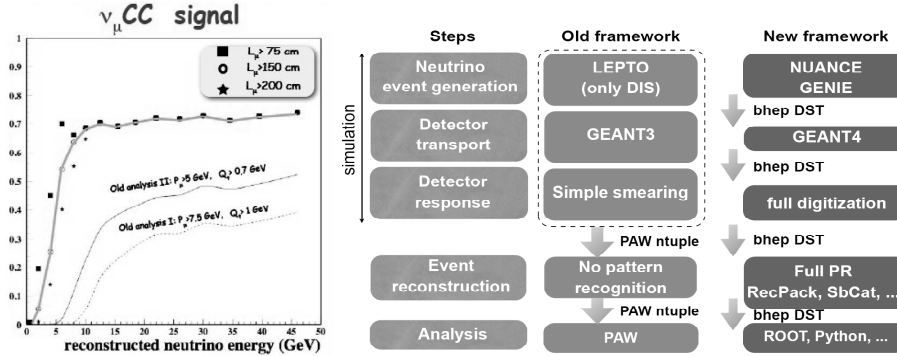 νμCC signal
Lμ> 75 cm
Lμ>150 cm
Lμ>200 cm
1
0.9
0.8
0.7
0.6
0.5
0.4
0.3
0.2
0.1
0
Old analysis II: Pμ>5 GeV, Qt> 0.7 GeV
Old analysis I: Pμ>7.5 GeV, Qt> 1 GeV
0 5 10 15 20 25 30 35 40 45 50
reconstructed neutrino energy (GeV)
Steps
Old framework
New framework
simulation
Neutrino
event generation
LEPTO
(only DIS)
NUANCE
GENIE
bhep DST
Detector
transport
GEANT3
GEANT4
bhep DST
Detector
response
Simple smearing
full digitization
PAW ntuple
bhep DST
Event
reconstruction
No pattern
recognition
Full PR
RecPack, SbCat, ...
PAW ntuple
bhep DST
Analysis
PAW
ROOT, Python, ...